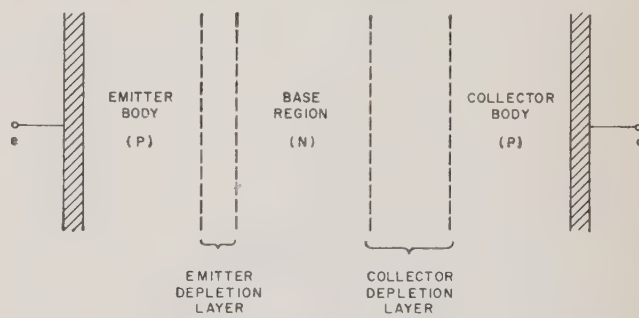 EMITTER
BODY
(P)
BASE
REGION
(N)
COLLECTOR
BODY
(P)
e
EMITTER
DEPLETION
LAYER
COLLECTOR
DEPLETION
LAYER